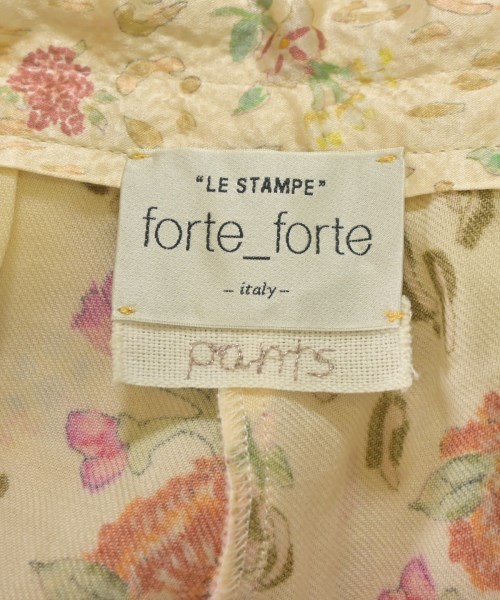 "LE STAMPE"
forte_forte
– italy –
pants